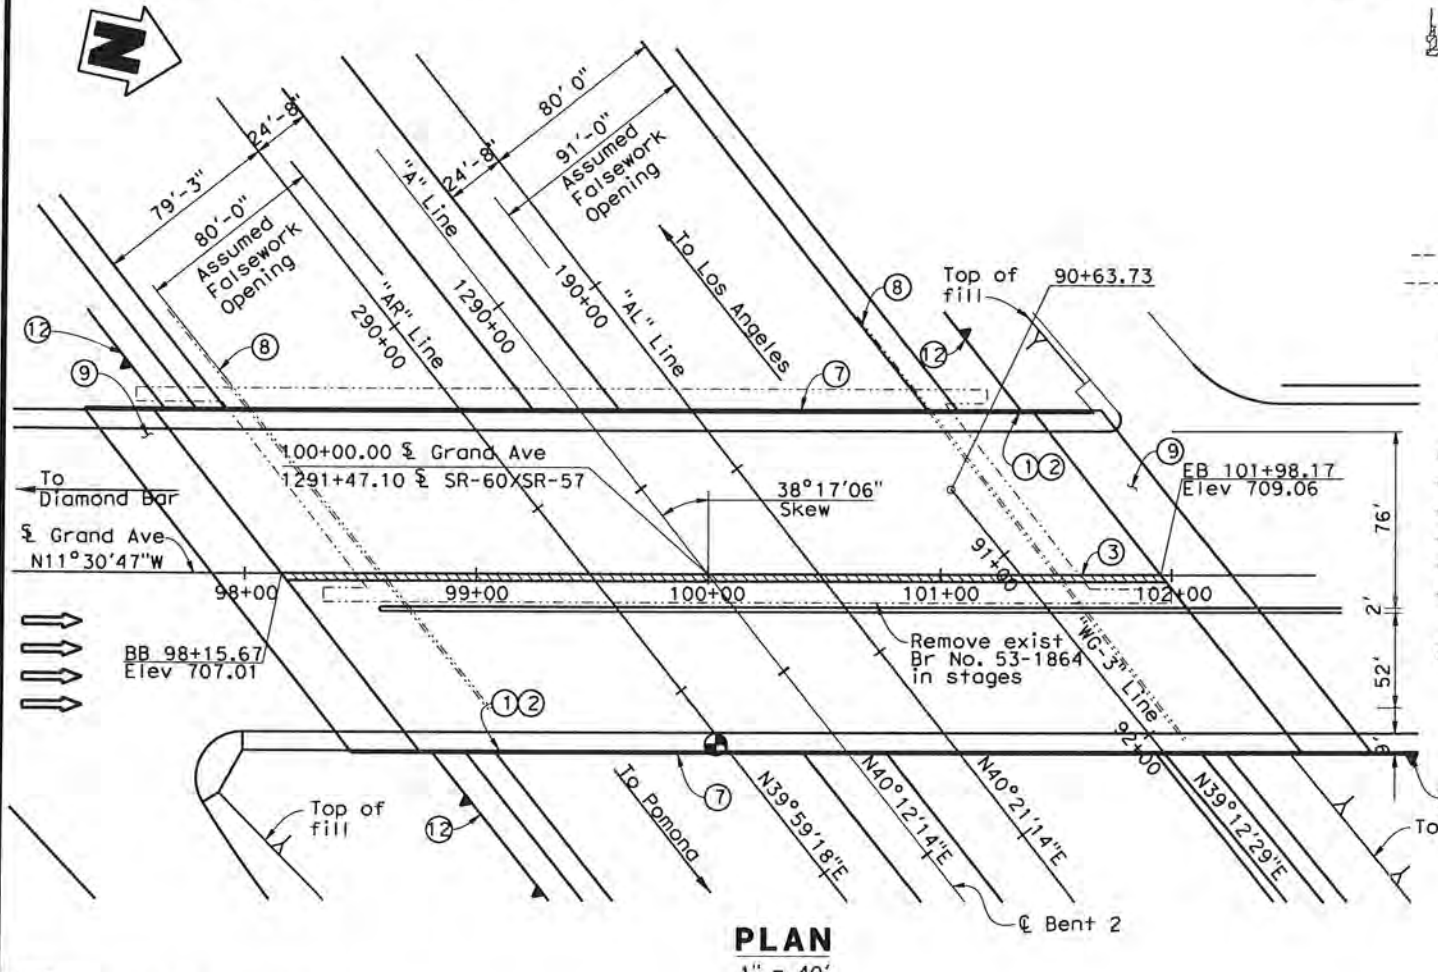 N
79'-3"
24'-8"
80'-0"
Assumed
Falsework
Opening
"A" Line
24'-8"
80' 0"
91'-0"
Assumed
Falsework
Opening
"AR" Line
290+00
1290+00
190+00
"AL" Line
To Los Angeles
Top of
fill
90+63.73
12
8
8
12
9
7
100+00.00 ℄ Grand Ave
1291+47.10 ℄ SR-60/SR-57
To
Diamond Bar
38°17'06"
Skew
1 2
9
EB 101+98.17
Elev 709.06
76'
℄ Grand Ave
N11°30'47"W
91+00
3
98+00
99+00
100+00
101+00
102+00
2'
BB 98+15.67
Elev 707.01
Remove exist
Br No. 53-1864
in stages
"WG-3" Line
52'
1 2
92+00
Top of
fill
12
To Pomona
7
N39°59'18"E
N40°12'14"E
N40°21'14"E
N39°12'29"E
To
℄ Bent 2
PLAN
1" = 40'